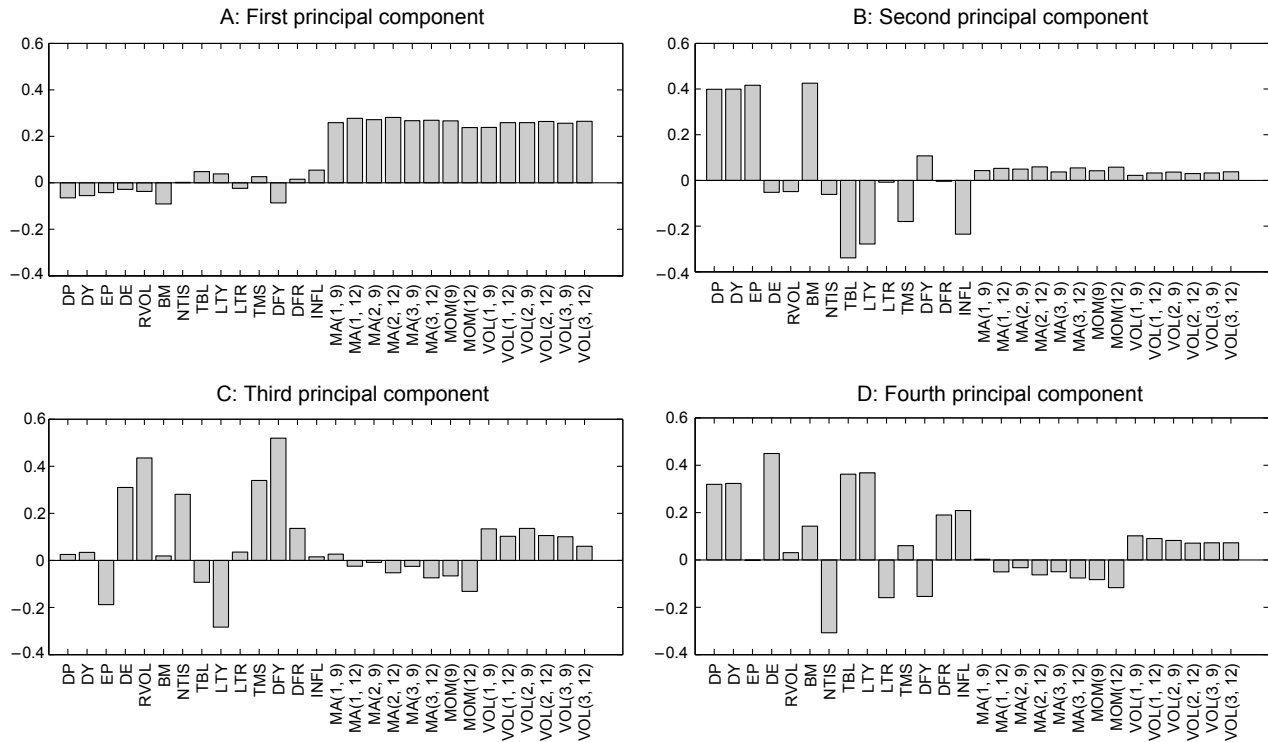 A: First principal component
0.6
0.4
0.2
0
−0.2
−0.4
DP
DY
EP
DE
RVOL
BM
NTIS
TBL
LTY
LTR
TMS
DFY
DFR
INFL
MA(1, 9)
MA(1, 12)
MA(2, 9)
MA(2, 12)
MA(3, 9)
MA(3, 12)
MOM(9)
MOM(12)
VOL(1, 9)
VOL(1, 12)
VOL(2, 9)
VOL(2, 12)
VOL(3, 9)
VOL(3, 12)
B: Second principal component
0.6
0.4
0.2
0
−0.2
−0.4
DP
DY
EP
DE
RVOL
BM
NTIS
TBL
LTY
LTR
TMS
DFY
DFR
INFL
MA(1, 9)
MA(1, 12)
MA(2, 9)
MA(2, 12)
MA(3, 9)
MA(3, 12)
MOM(9)
MOM(12)
VOL(1, 9)
VOL(1, 12)
VOL(2, 9)
VOL(2, 12)
VOL(3, 9)
VOL(3, 12)
C: Third principal component
0.6
0.4
0.2
0
−0.2
−0.4
DP
DY
EP
DE
RVOL
BM
NTIS
TBL
LTY
LTR
TMS
DFY
DFR
INFL
MA(1, 9)
MA(1, 12)
MA(2, 9)
MA(2, 12)
MA(3, 9)
MA(3, 12)
MOM(9)
MOM(12)
VOL(1, 9)
VOL(1, 12)
VOL(2, 9)
VOL(2, 12)
VOL(3, 9)
VOL(3, 12)
D: Fourth principal component
0.6
0.4
0.2
0
−0.2
−0.4
DP
DY
EP
DE
RVOL
BM
NTIS
TBL
LTY
LTR
TMS
DFY
DFR
INFL
MA(1, 9)
MA(1, 12)
MA(2, 9)
MA(2, 12)
MA(3, 9)
MA(3, 12)
MOM(9)
MOM(12)
VOL(1, 9)
VOL(1, 12)
VOL(2, 9)
VOL(2, 12)
VOL(3, 9)
VOL(3, 12)